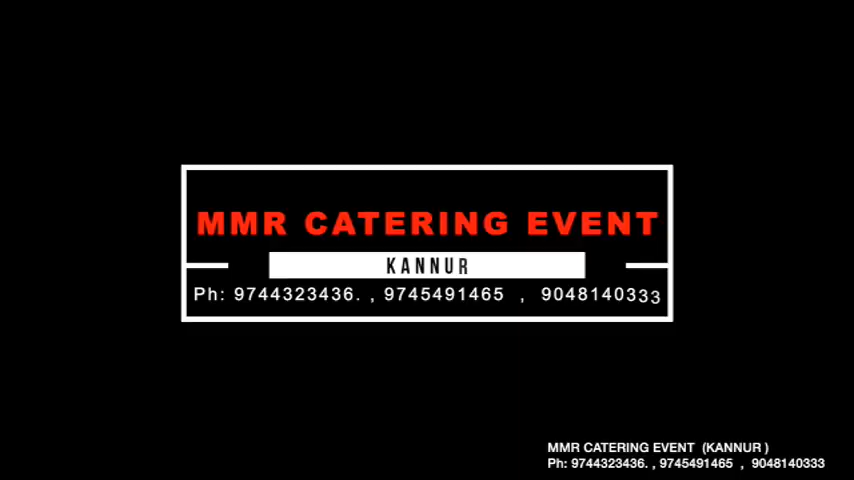 MMR CATERING EVENT
KANNUR
Ph: 9744323436. , 9745491465 , 9048140333
MMR CATERING EVENT (KANNUR )
Ph: 9744323436. , 9745491465 , 9048140333